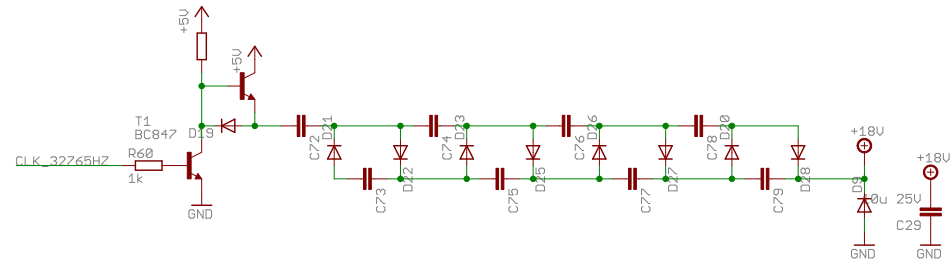 +5V
+5V
T1
BC847
D19
CLK_32765HZ
R60
1k
GND
C72
D21
C73
D22
C74
D23
C75
D25
C76
D26
C77
D27
C78
D20
C79
D28
+18V
D9
0u 25V
C29
GND
+18V
GND